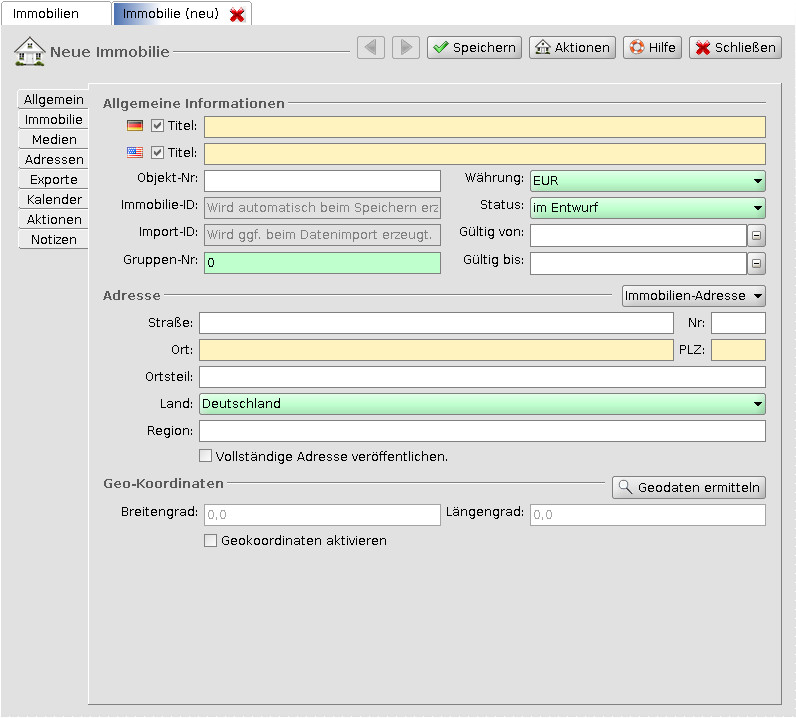 Immobilien
Immobilie (neu)
Neue Immobilie
Speichern
Aktionen
Hilfe
Schließen
Allgemein
Immobilie
Medien
Adressen
Exporte
Kalender
Aktionen
Notizen
Allgemeine Informationen
Titel:
Titel:
Objekt-Nr:
Währung: EUR
Immobilie-ID: Wird automatisch beim Speichern erz
Status: im Entwurf
Import-ID: Wird ggf. beim Datenimport erzeugt.
Gültig von:
Gruppen-Nr: 0
Gültig bis:
Adresse
Immobilien-Adresse
Straße:
Nr:
Ort:
PLZ:
Ortsteil:
Land: Deutschland
Region:
Vollständige Adresse veröffentlichen.
Geo-Koordinaten
Geodaten ermitteln
Breitengrad: 0,0
Längengrad: 0,0
Geokoordinaten aktivieren